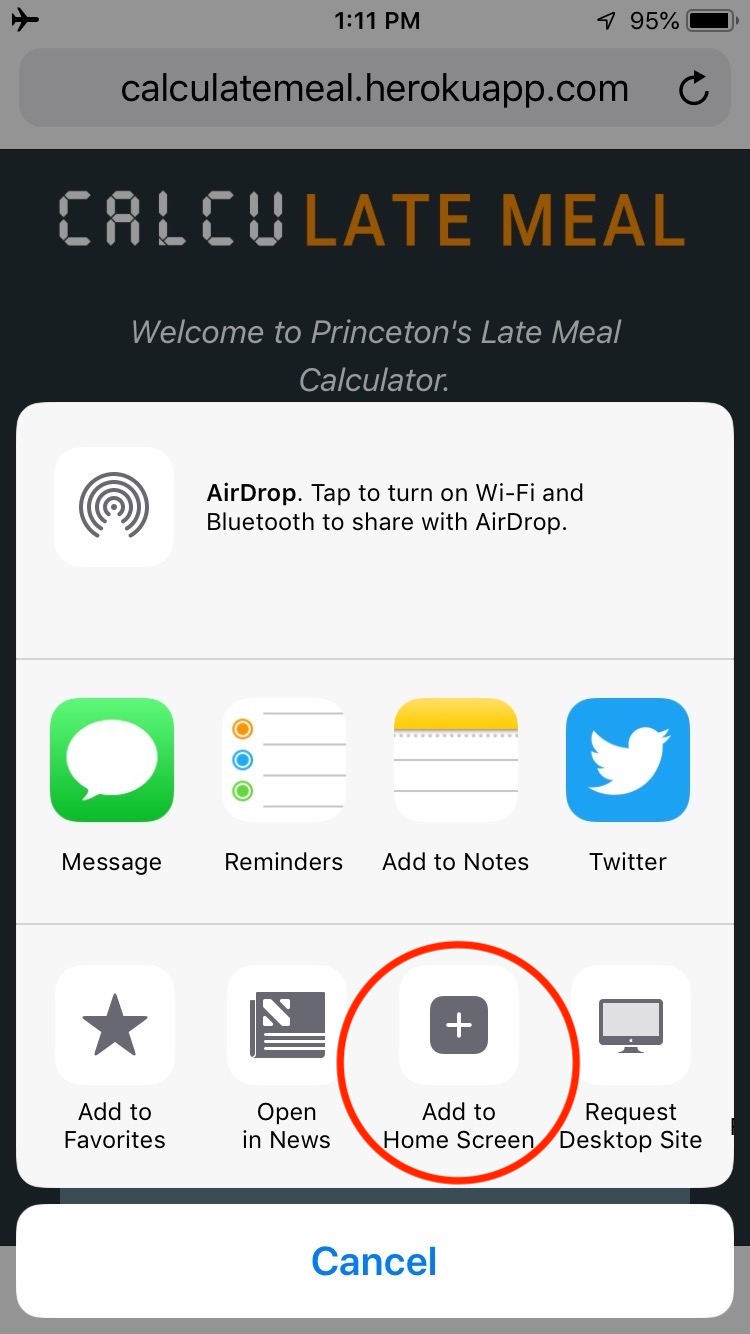 1:11 PM
95%
calculatemeal.herokuapp.com
CALCULATE MEAL
Welcome to Princeton's Late Meal
Calculator.
AirDrop. Tap to turn on Wi-Fi and
Bluetooth to share with AirDrop.
Message
Reminders
Add to Notes
Twitter
Add to
Favorites
Open
in News
Add to
Home Screen
Request
Desktop Site
Cancel